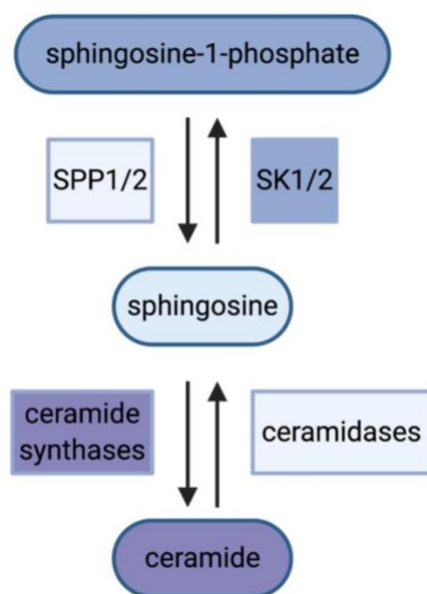 sphingosine-1-phosphate
SPP1/2
SK1/2
sphingosine
ceramide
synthases
ceramidases
ceramide